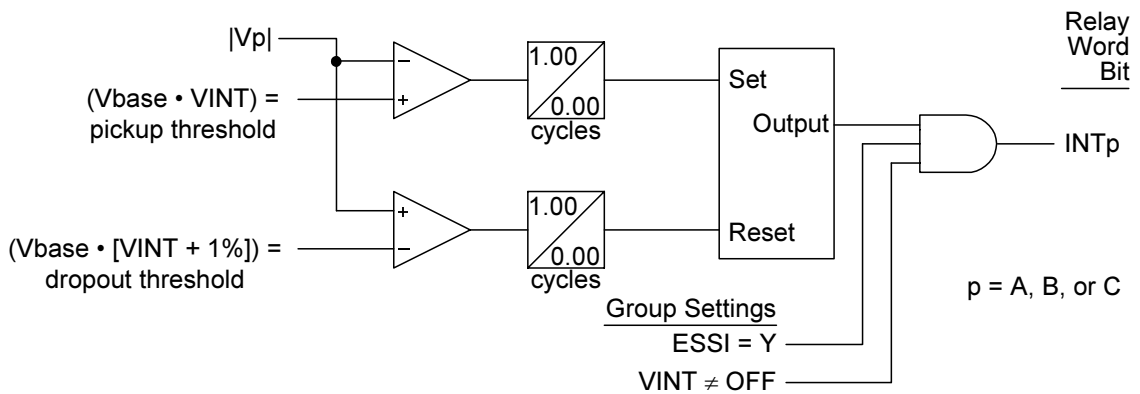 Relay
Word
Bit
|Vp|
(Vbase • VINT) =
pickup threshold
−
+
1.00
0.00
cycles
Set
Output
INTp
+
−
(Vbase • [VINT + 1%]) =
dropout threshold
1.00
0.00
cycles
Reset
p = A, B, or C
Group Settings
ESSI = Y
VINT ≠ OFF